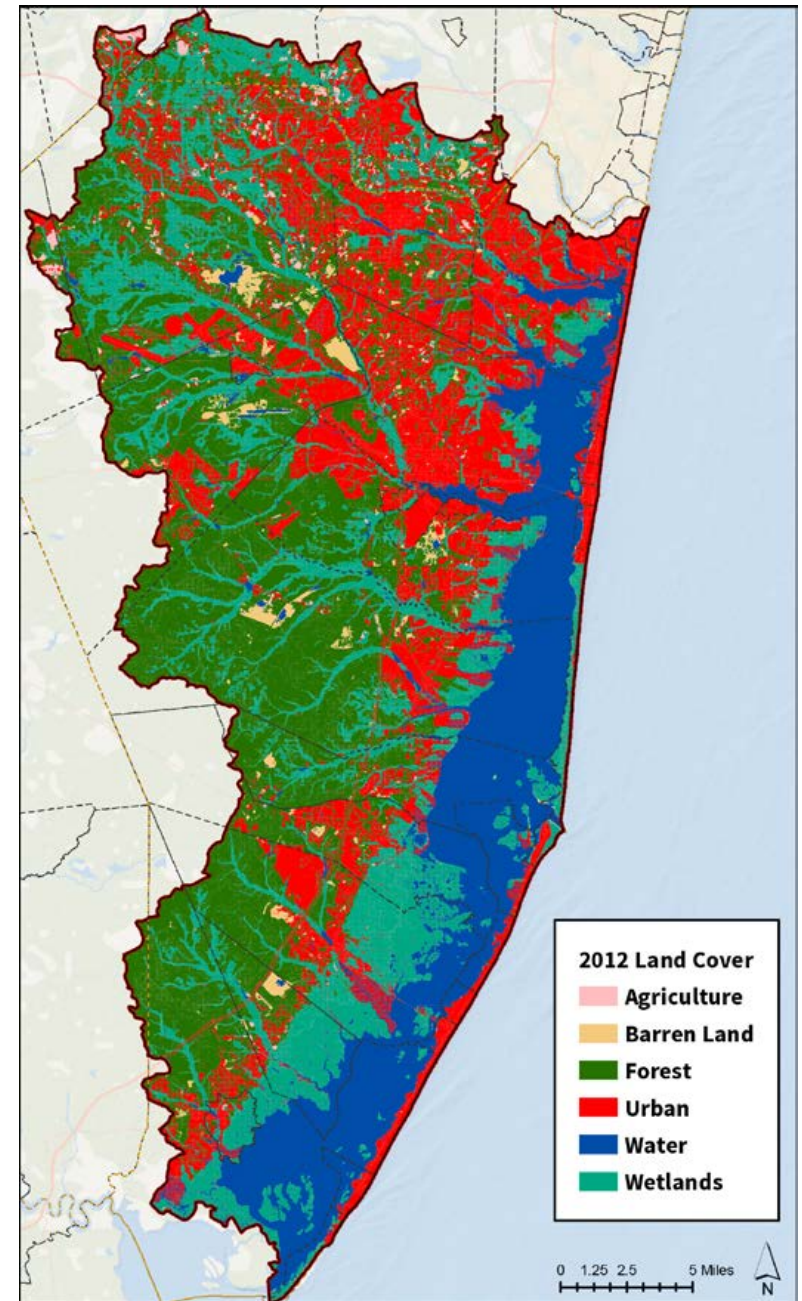 2012 Land Cover
Agriculture
Barren Land
Forest
Urban
Water
Wetlands
0 1.25 2.5 5 Miles
N